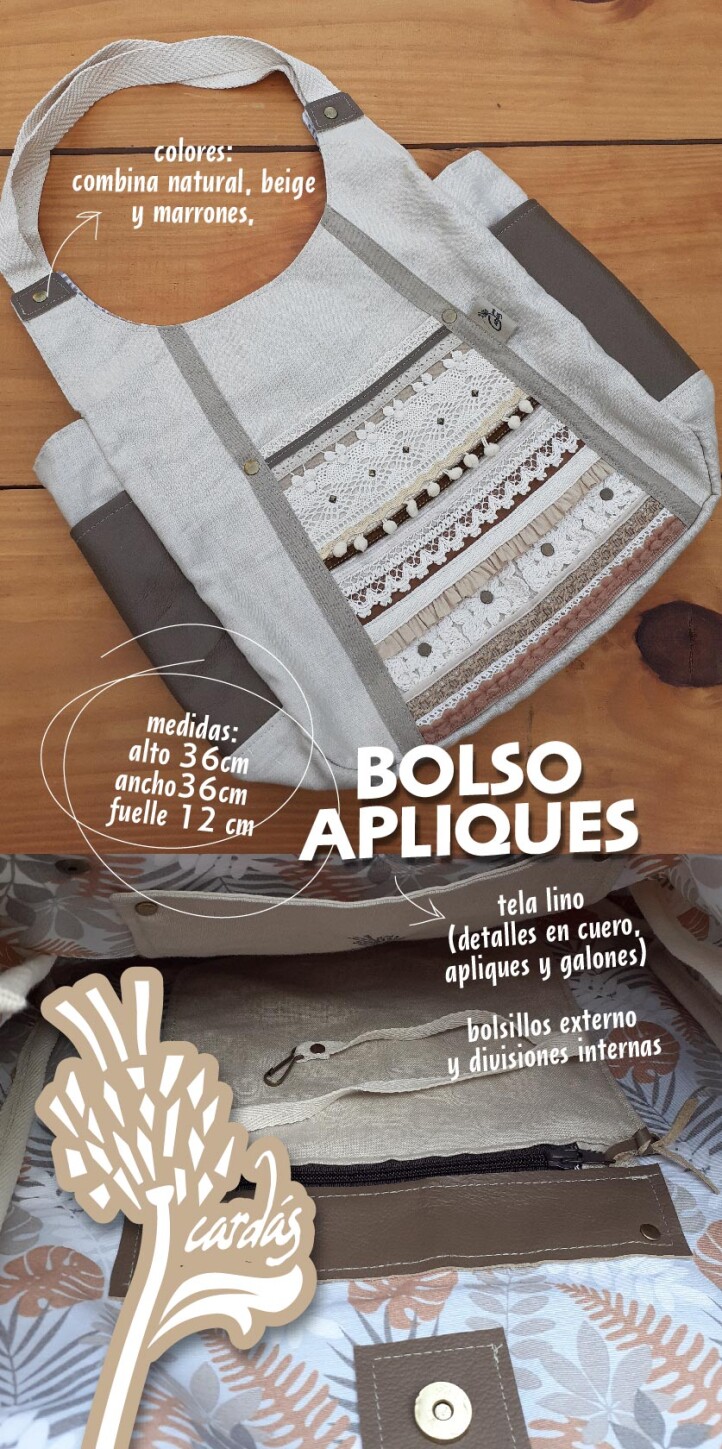 colores:
combina natural, beige
y marrones,
medidas:
alto 36cm
ancho36cm
fuelle 12 cm
BOLSO
APLIQUES
tela lino
(detalles en cuero,
apliques y galones)
bolsillos externo
y divisiones internas
cardás